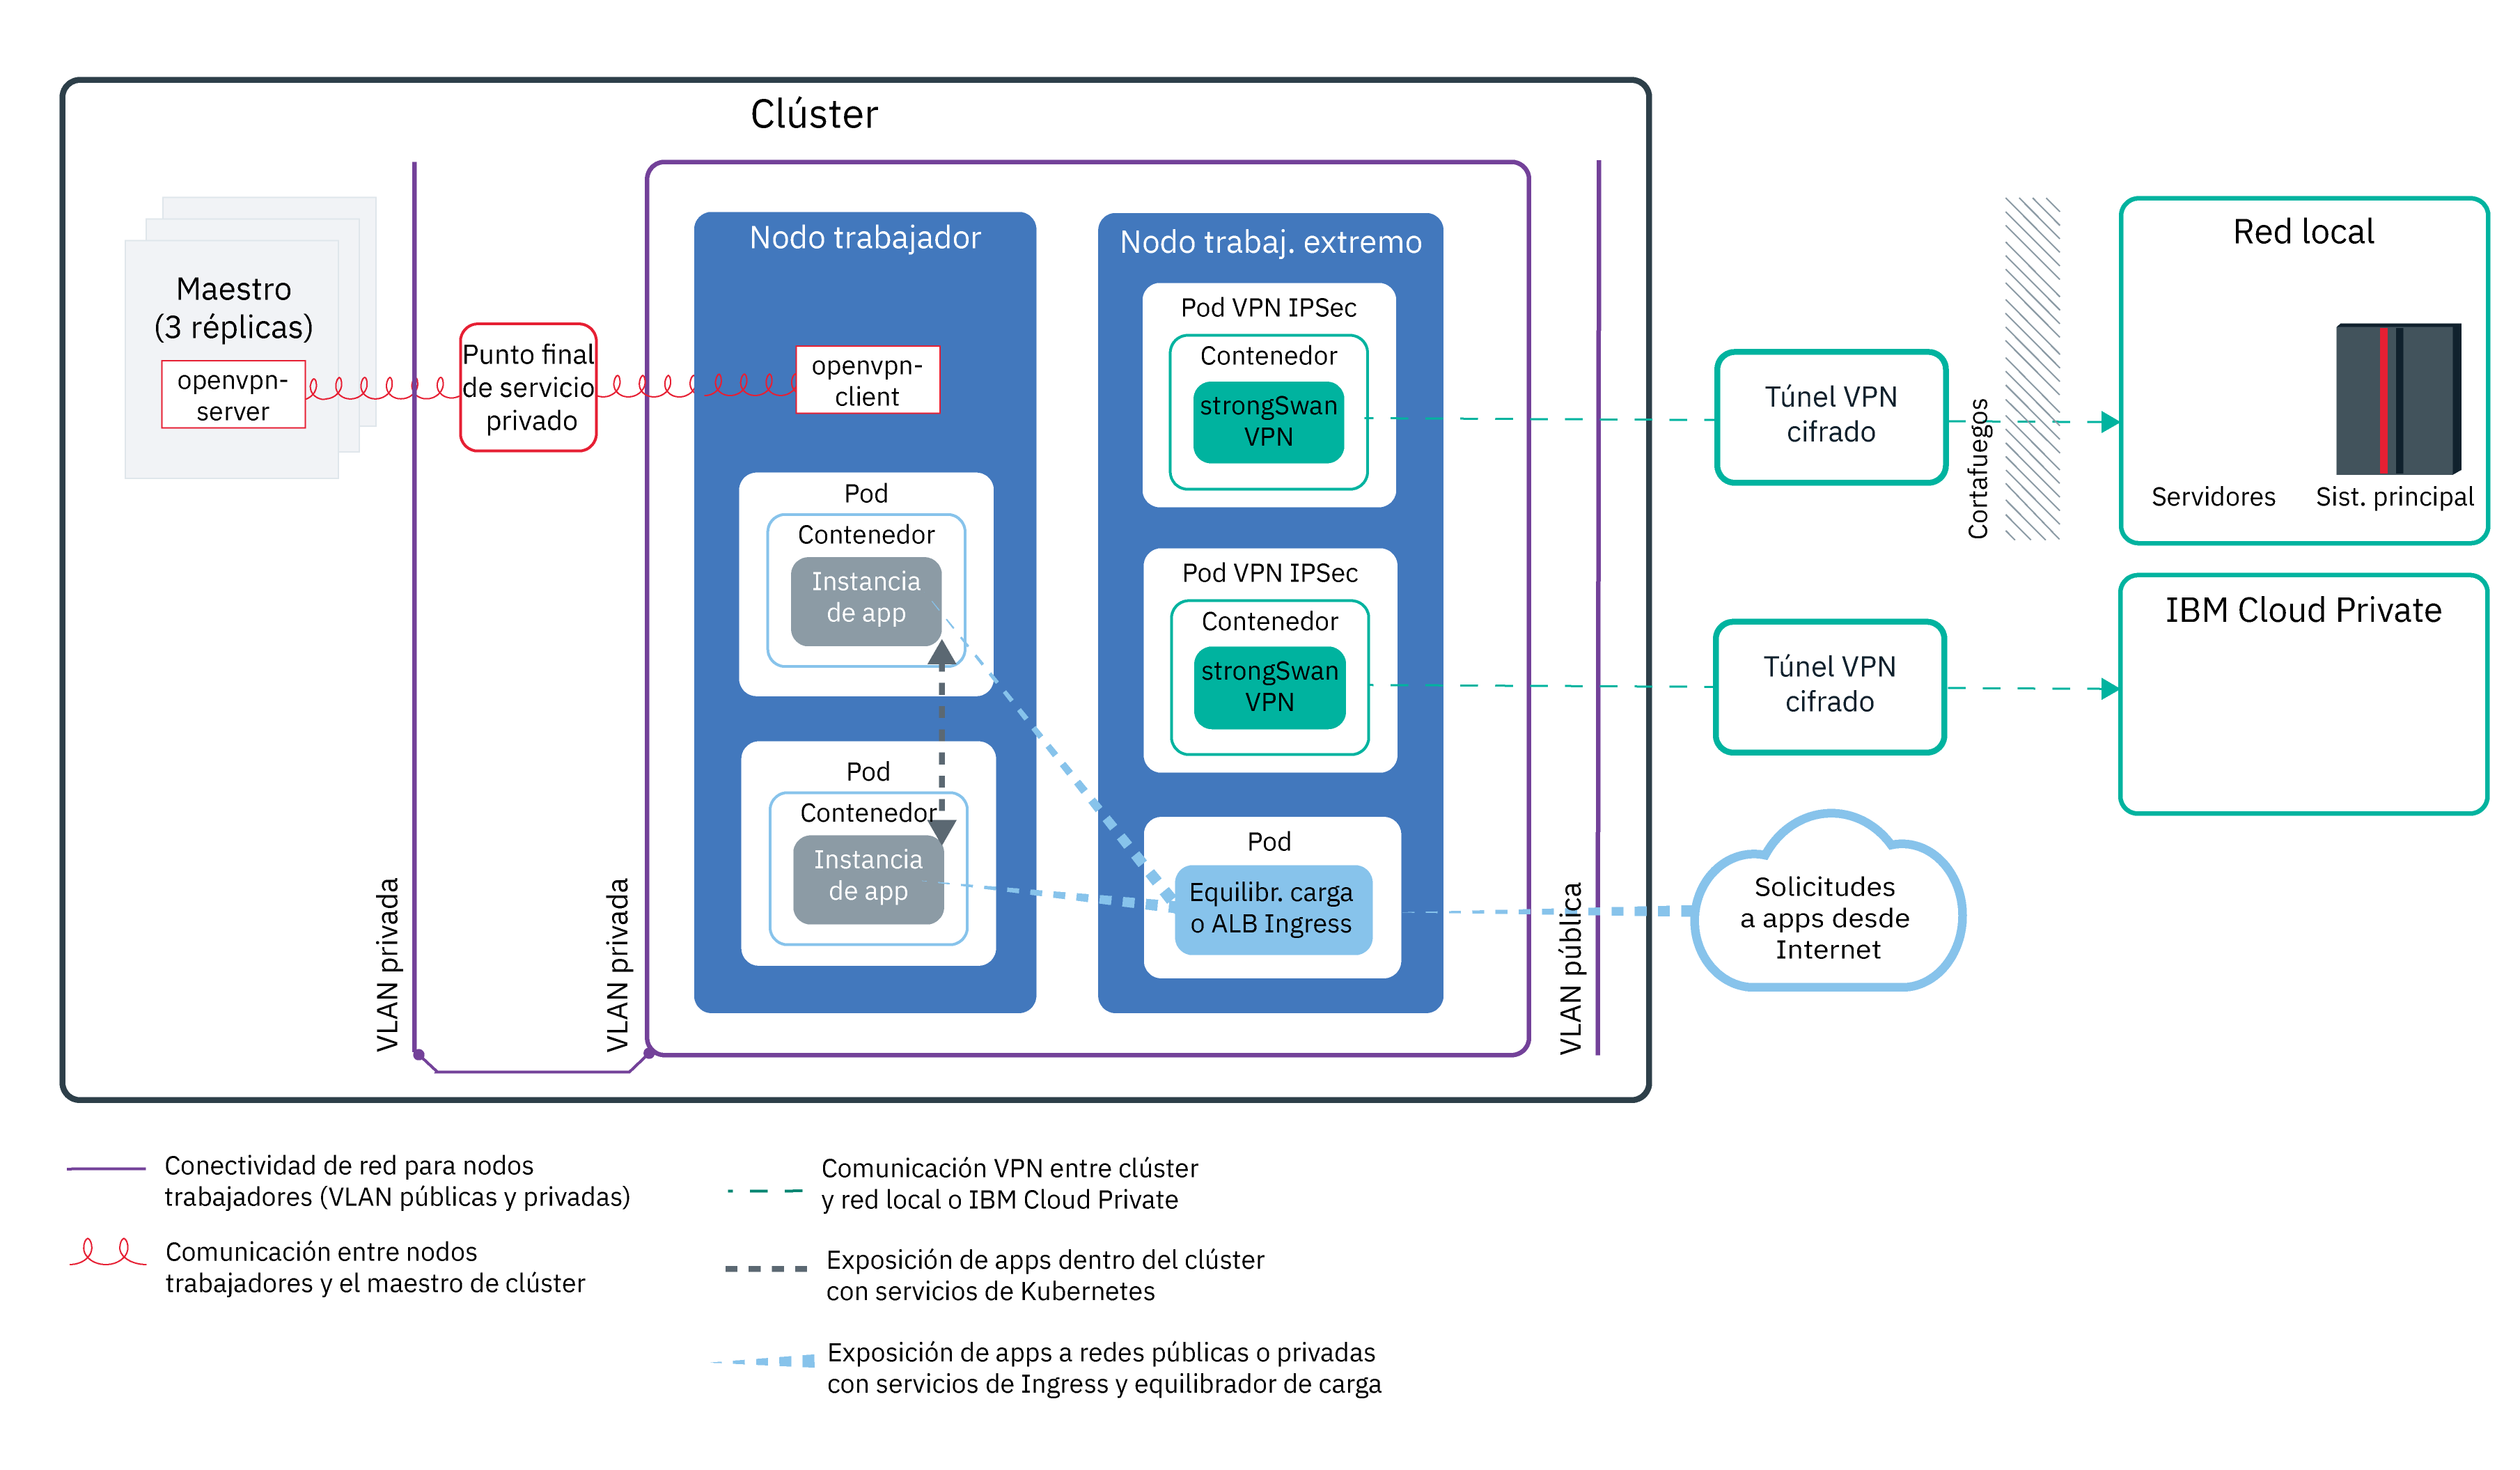 Clúster
Maestro
(3 réplicas)
openvpn-
server
VLAN privada
Punto final
de servicio
privado
VLAN privada
Nodo trabajador
openvpn-
client
Pod
Contenedor
Instancia
de app
Pod
Contenedor
Instancia
de app
Nodo trabaj. extremo
Pod VPN IPSec
Contenedor
strongSwan
VPN
Pod VPN IPSec
Contenedor
strongSwan
VPN
Pod
Equilibr. carga
o ALB Ingress
VLAN pública
Túnel VPN
cifrado
Cortafuegos
Red local
Servidores
Sist. principal
Túnel VPN
cifrado
IBM Cloud Private
Solicitudes
a apps desde
Internet
Conectividad de red para nodos
trabajadores (VLAN públicas y privadas)
Comunicación entre nodos
trabajadores y el maestro de clúster
Comunicación VPN entre clúster
y red local o IBM Cloud Private
Exposición de apps dentro del clúster
con servicios de Kubernetes
Exposición de apps a redes públicas o privadas
con servicios de Ingress y equilibrador de carga